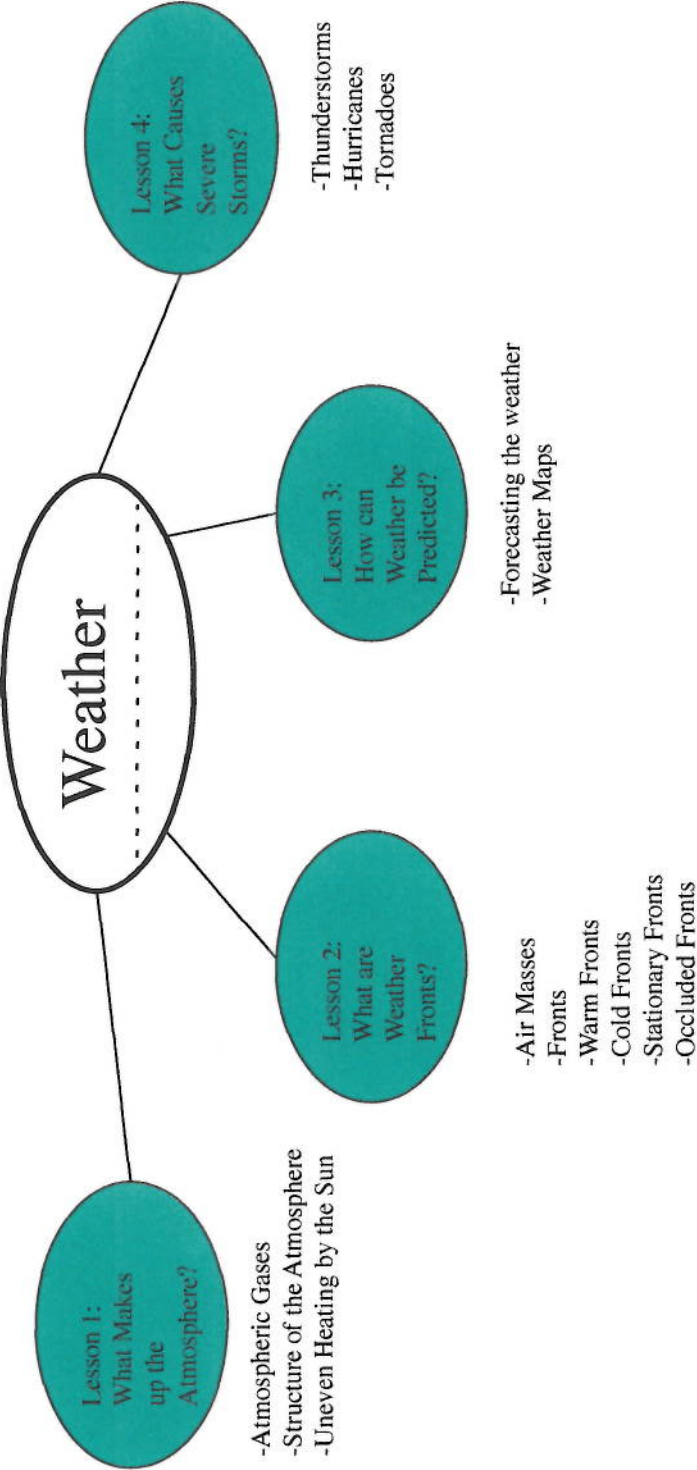 Weather
Lesson 1:
What Makes
up the
Atmosphere?
-Atmospheric Gases
-Structure of the Atmosphere
-Uneven Heating by the Sun
Lesson 2:
What are
Weather
Fronts?
-Air Masses
-Fronts
-Warm Fronts
-Cold Fronts
-Stationary Fronts
-Occluded Fronts
Lesson 3:
How can
Weather be
Predicted?
-Forecasting the weather
-Weather Maps
Lesson 4:
What Causes
Severe
Storms?
-Thunderstorms
-Hurricanes
-Tornadoes